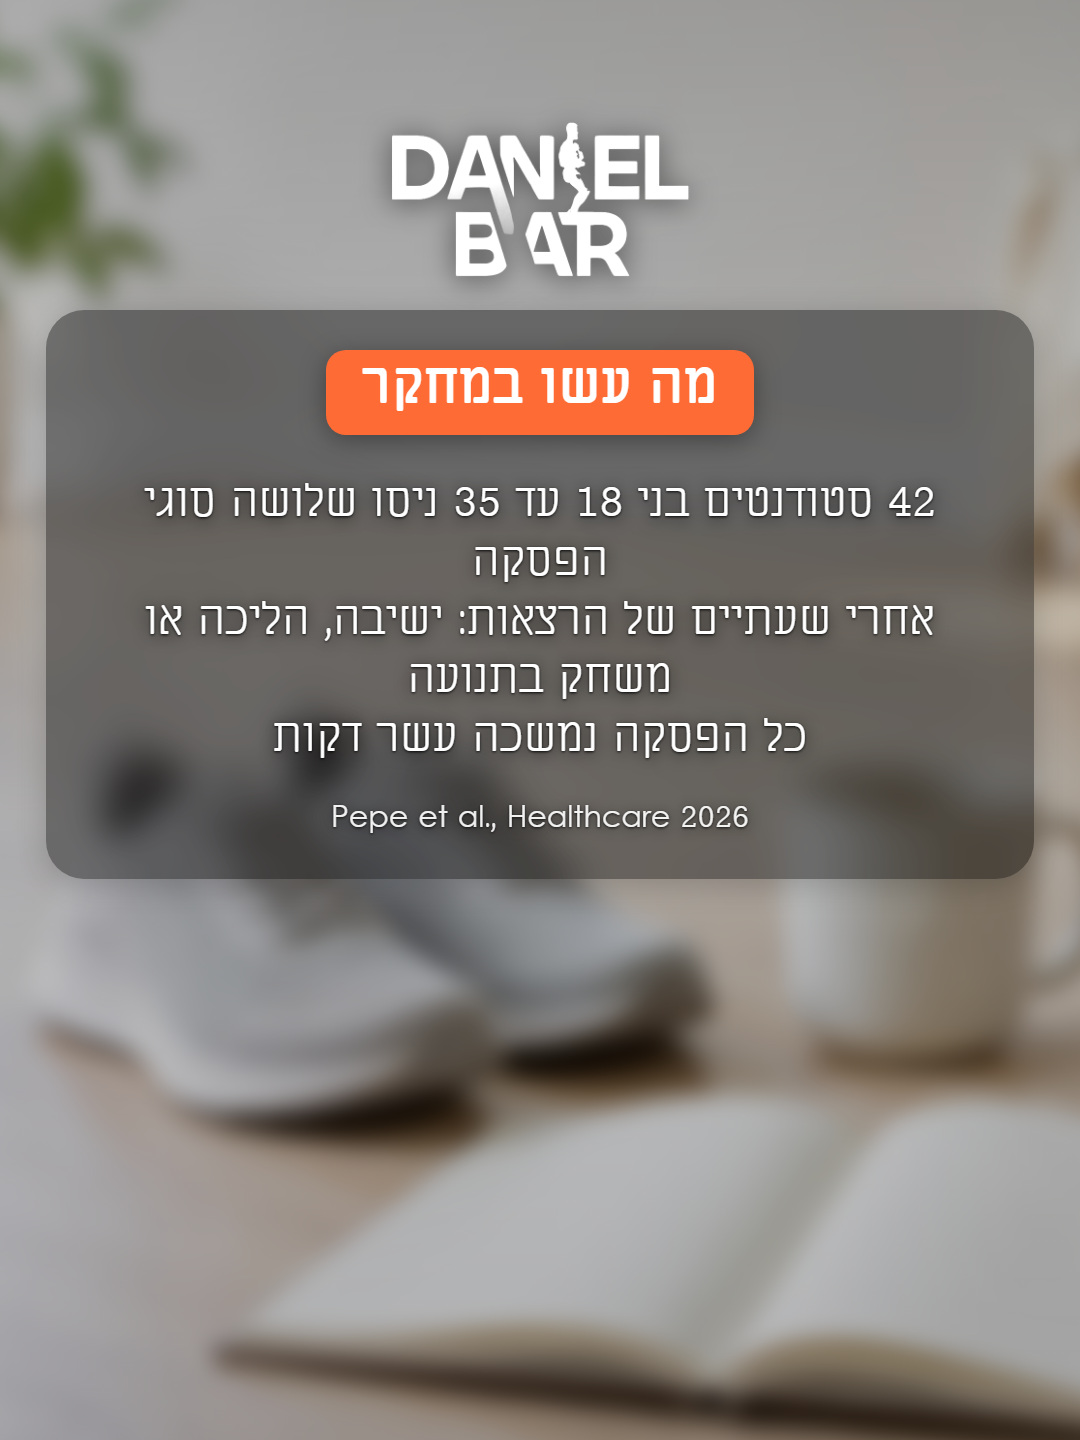 DANIEL
BAR
מה עשו במחקר
42 סטודנטים בני 18 עד 35 ניסו שלושה סוגי
הפסקה
אחרי שעתיים של הרצאות: ישיבה, הליכה או
משחק בתנועה
כל הפסקה נמשכה עשר דקות
Pepe et al., Healthcare 2026